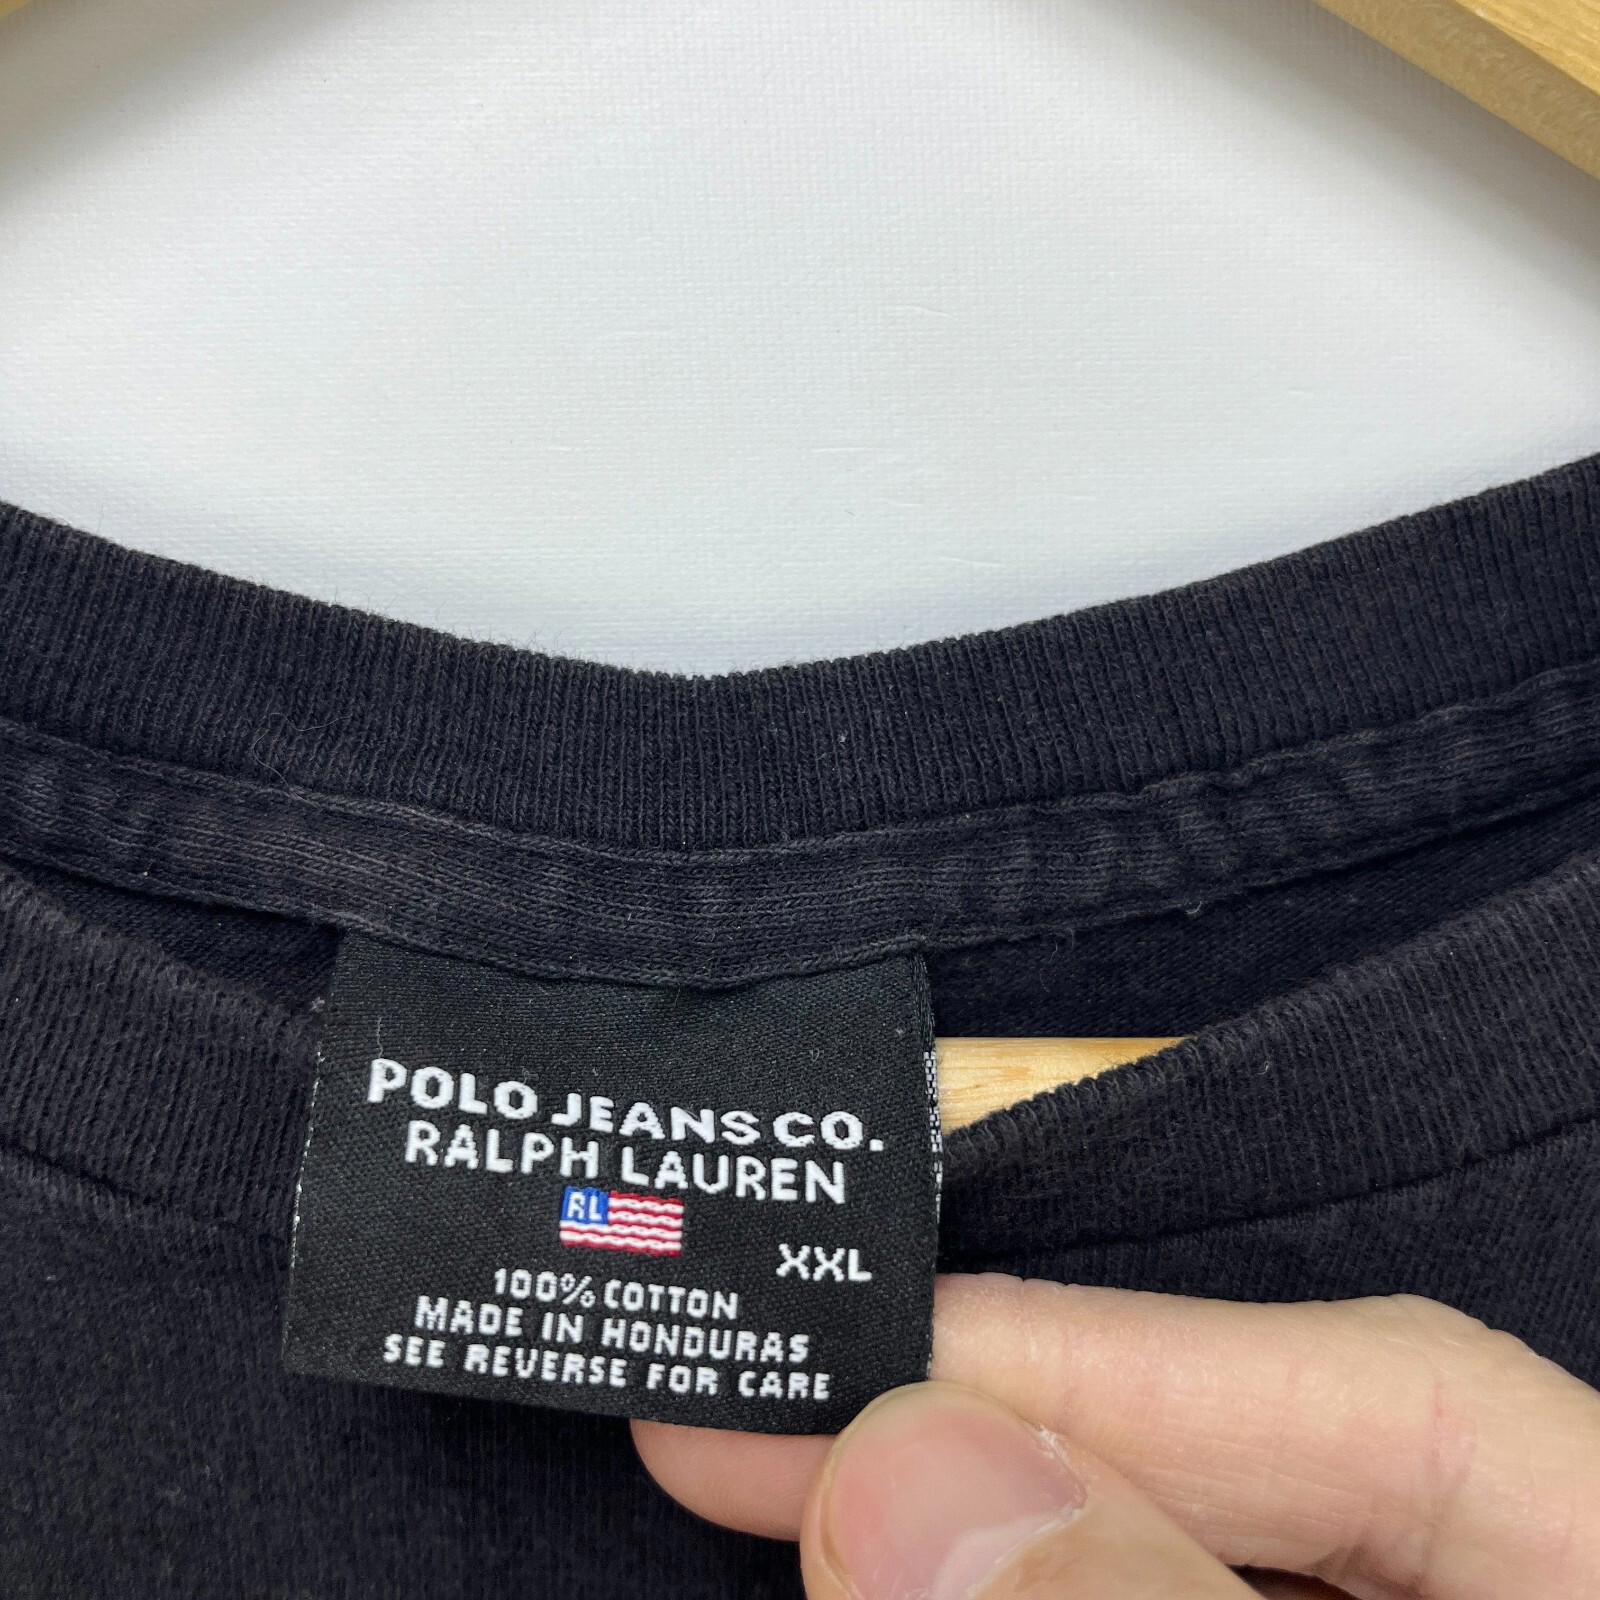 POLO JEANS CO.
RALPH LAUREN
RL
XXL
100% COTTON
MADE IN HONDURAS
SEE REVERSE FOR CARE